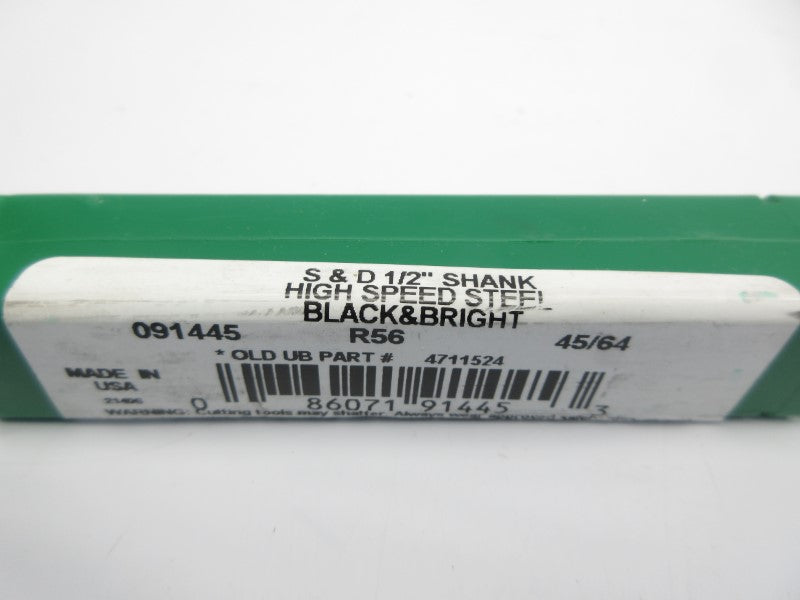 S & D 1/2" SHANK
HIGH SPEED STEEL
BLACK&BRIGHT
091445 R56 45/64
* OLD UB PART # 4711524
MADE IN
USA
0 86071 91445 3
WARNING: Cutting tools may shatter. Always wear approved